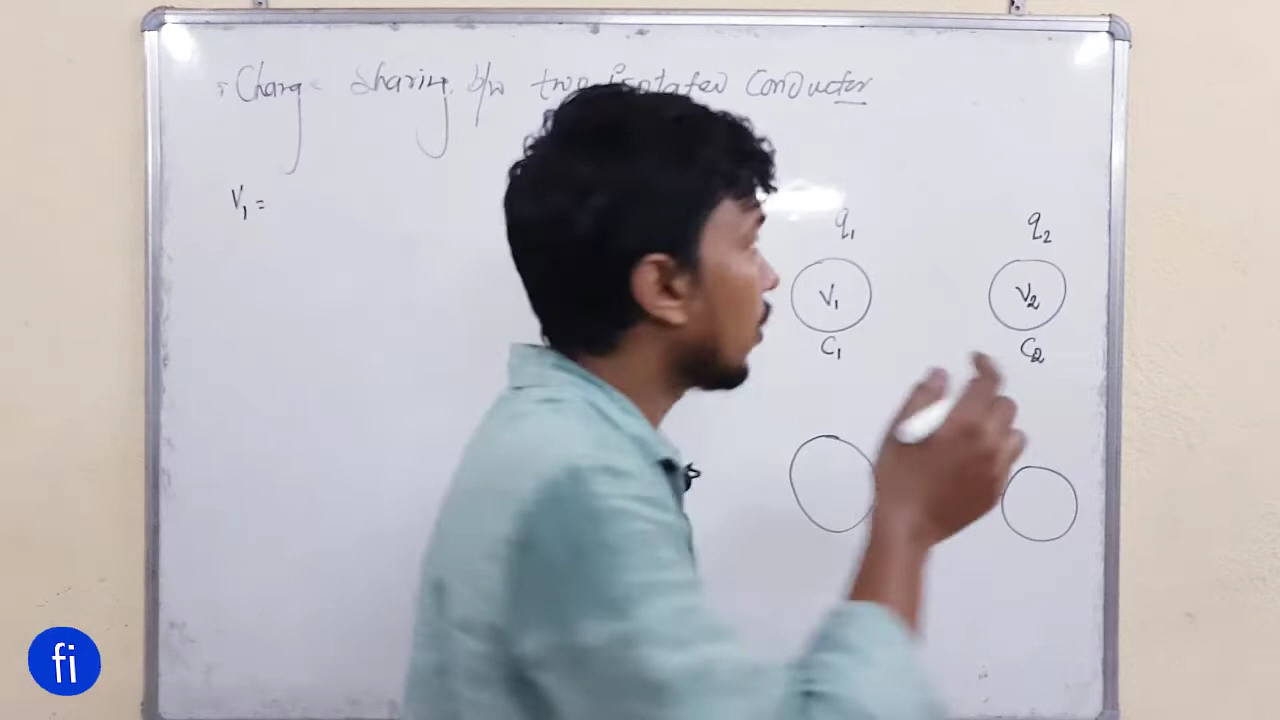 : Charge Sharing b/w two isolated Conductor
V₁ =
q₁ q₂
V₁ V₂
C₁ C₂
fi